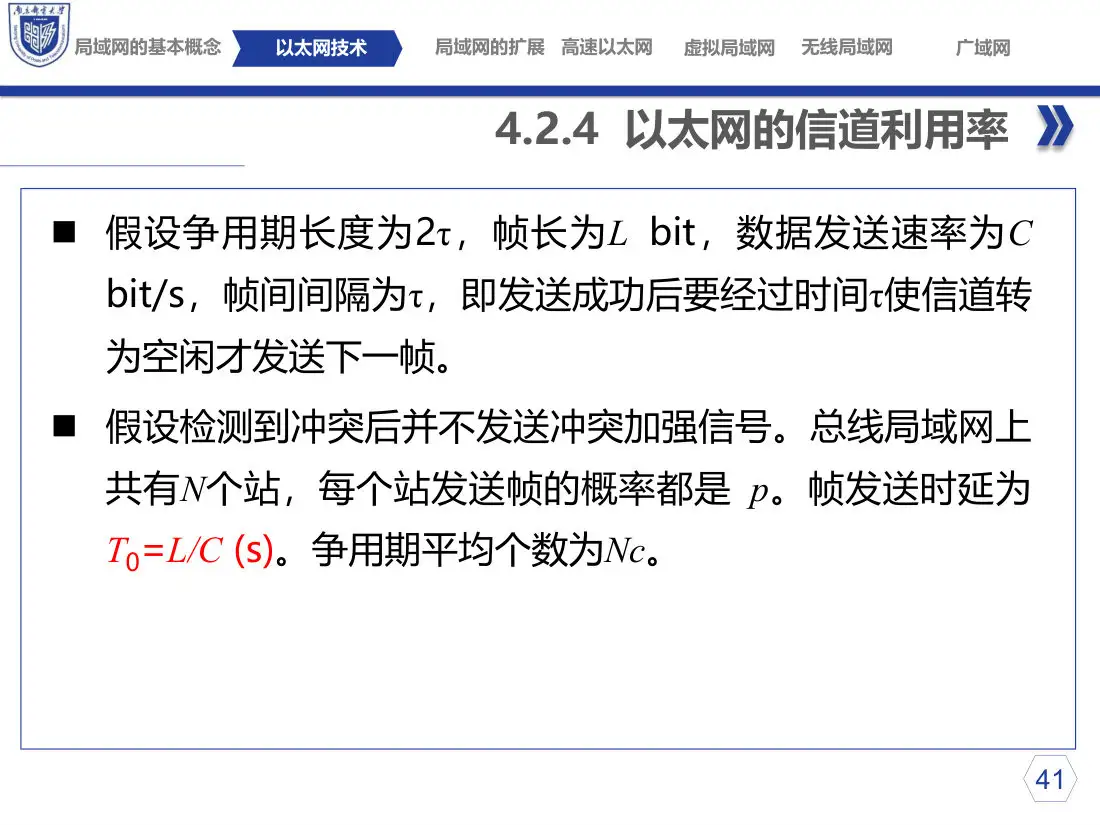 局域网的基本概念 以太网技术 局域网的扩展 高速以太网 虚拟局域网 无线局域网 广域网
4.2.4 以太网的信道利用率
■ 假设争用期长度为2τ，帧长为L bit，数据发送速率为C
bit/s，帧间间隔为τ，即发送成功后要经过时间τ使信道转
为空闲才发送下一帧。
■ 假设检测到冲突后并不发送冲突加强信号。总线局域网上
共有N个站，每个站发送帧的概率都是 p。帧发送时延为
T₀=L/C (s)。争用期平均个数为Nc。
41